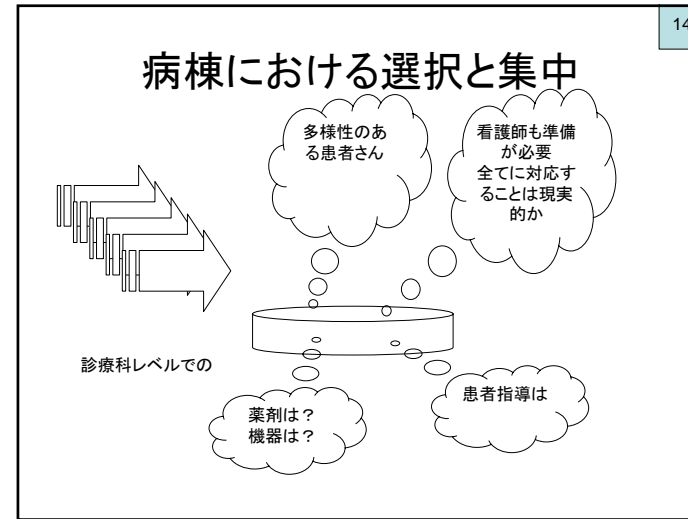 14
病棟における選択と集中
多様性のあ
る患者さん
看護師も準備
が必要
全てに対応す
ることは現実
的か
診療科レベルでの
薬剤は？
機器は？
患者指導は